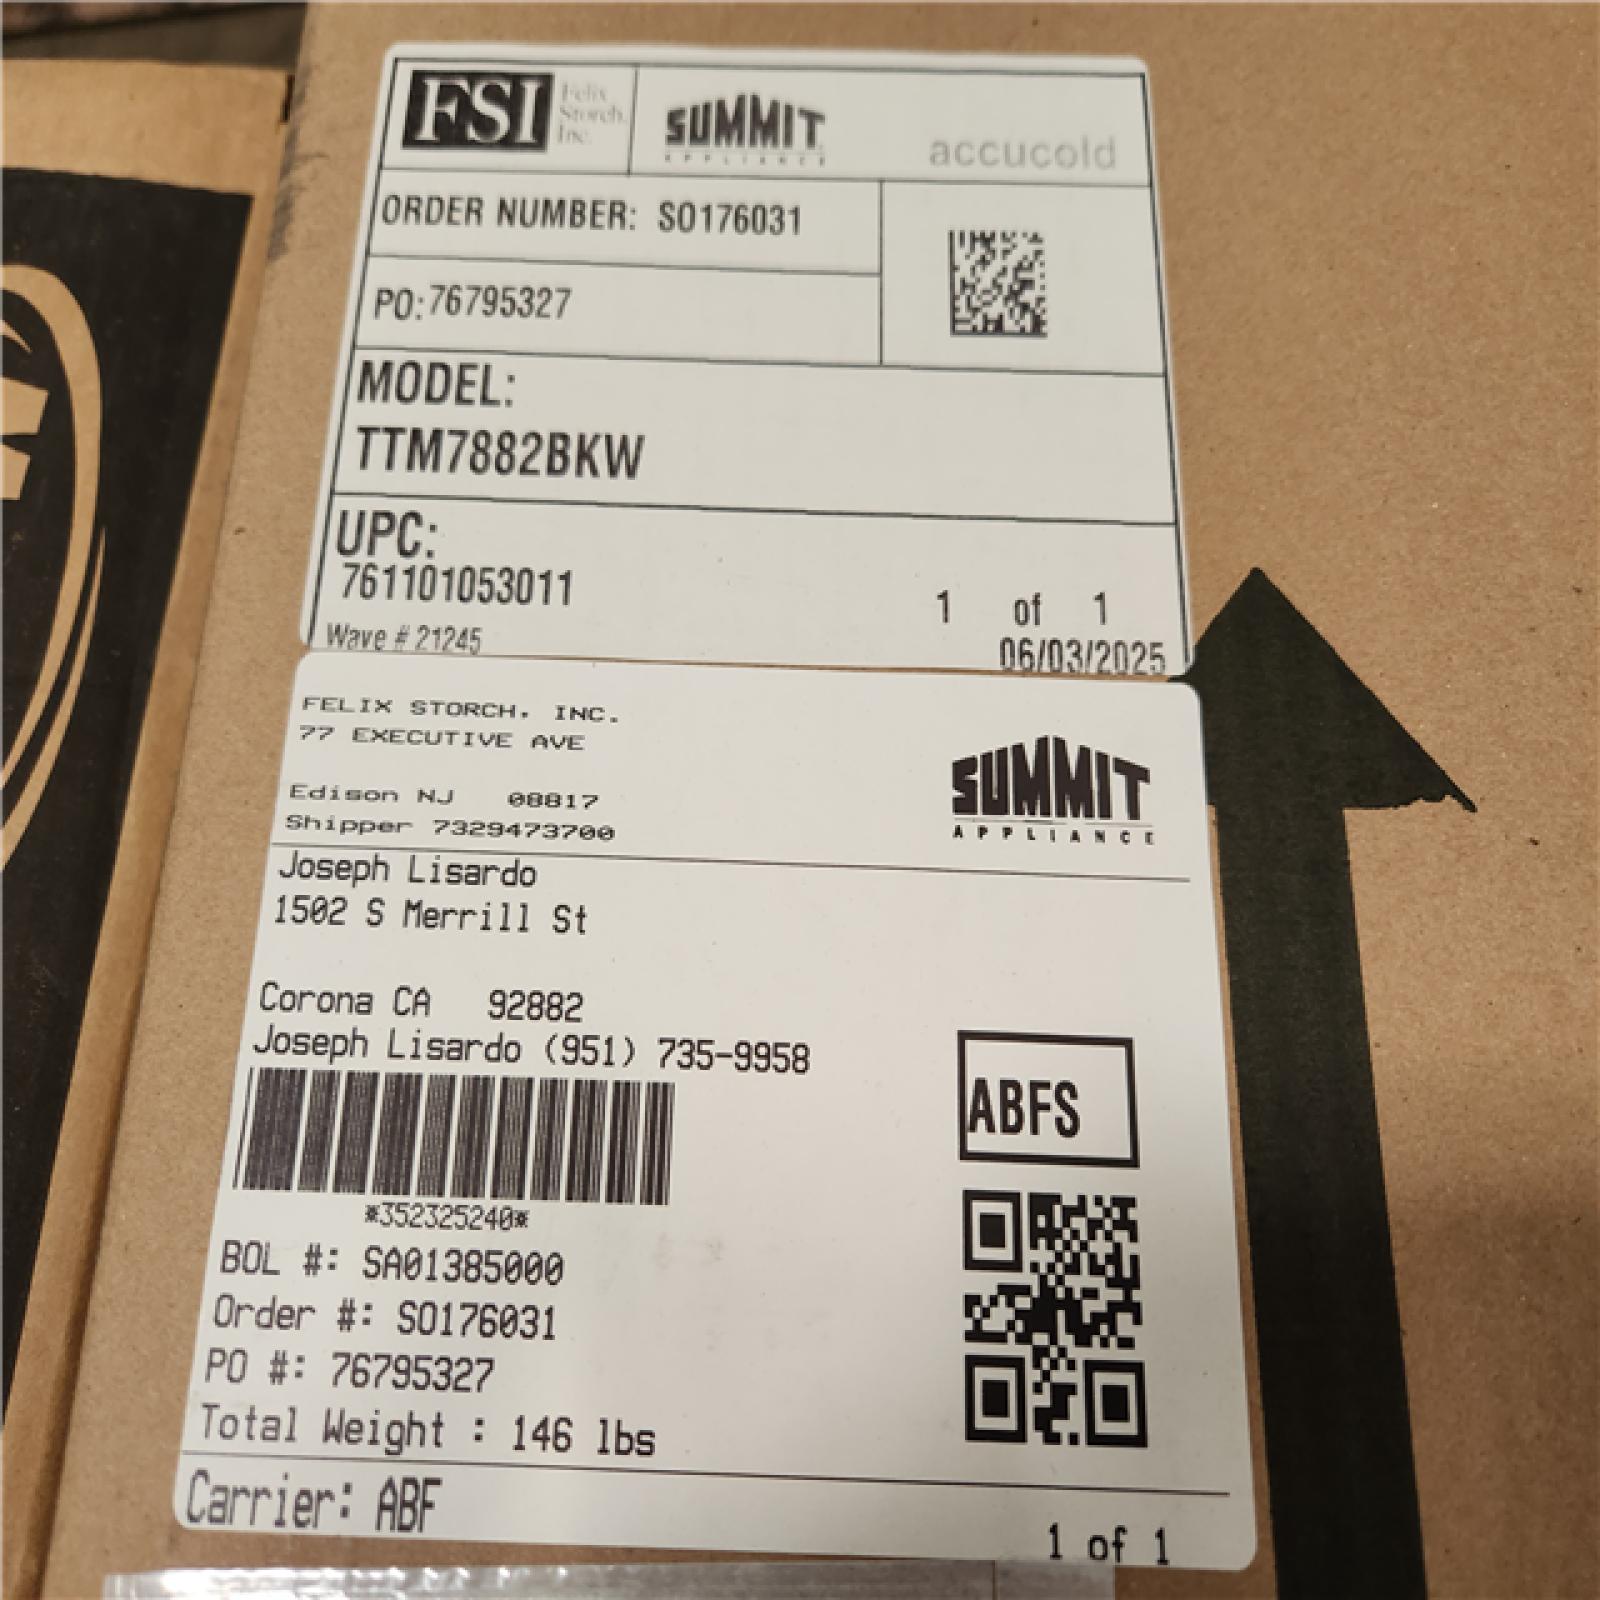 FSI
Felix
Storch,
Inc.
SUMMIT
APPLIANCE
accucold
ORDER NUMBER: SO176031
PO:76795327
MODEL:
TTM7882BKW
UPC:
761101053011
1 of 1
Wave # 21245
06/03/2025
FELIX STORCH, INC.
77 EXECUTIVE AVE
Edison NJ 08817
Shipper 7329473700
SUMMIT
APPLIANCE
Joseph Lisardo
1502 S Merrill St
Corona CA 92882
Joseph Lisardo (951) 735-9958
ABFS
*352325240*
BOL #: SA01385000
Order #: SO176031
PO #: 76795327
Total Weight : 146 lbs
Carrier: ABF
1 of 1